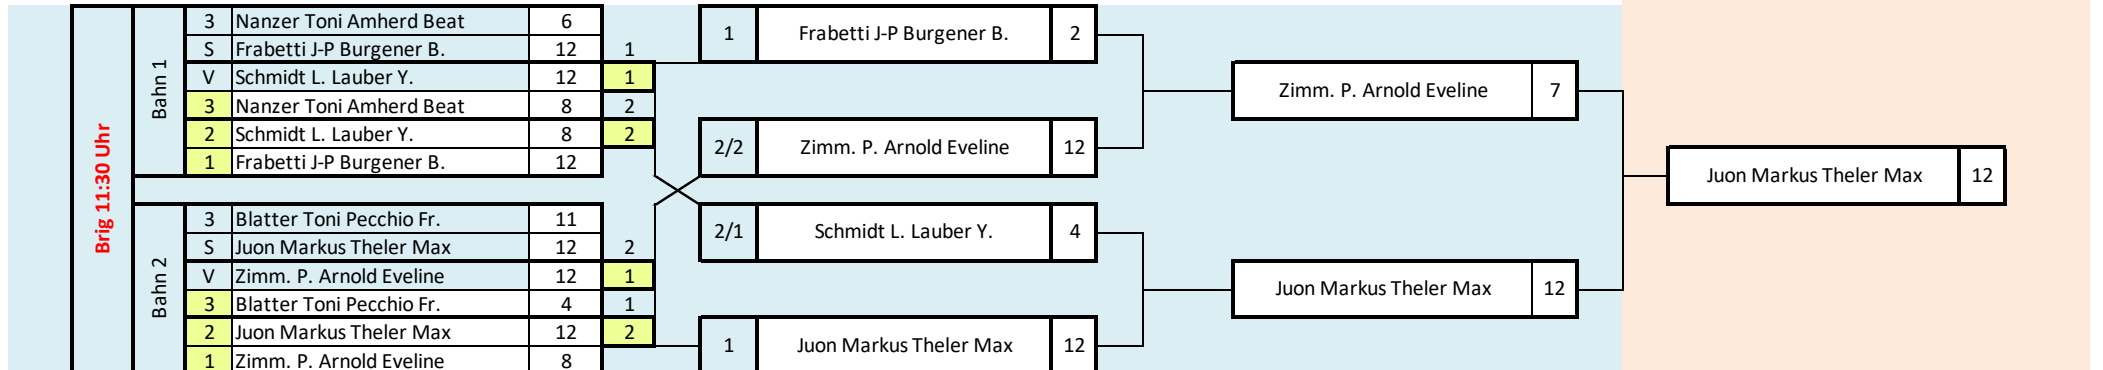 Brig 11:30 Uhr
Bahn 1
3 Nanzer Toni Amherd Beat 6
S Frabetti J-P Burgener B. 12 1
V Schmidt L. Lauber Y. 12 1
3 Nanzer Toni Amherd Beat 8 2
2 Schmidt L. Lauber Y. 8 2
1 Frabetti J-P Burgener B. 12
Bahn 2
3 Blatter Toni Pecchio Fr. 11
S Juon Markus Theler Max 12 2
V Zimm. P. Arnold Eveline 12 1
3 Blatter Toni Pecchio Fr. 4 1
2 Juon Markus Theler Max 12 2
1 Zimm. P. Arnold Eveline 8
1 Frabetti J-P Burgener B. 2
2/2 Zimm. P. Arnold Eveline 12
2/1 Schmidt L. Lauber Y. 4
1 Juon Markus Theler Max 12
Zimm. P. Arnold Eveline 7
Juon Markus Theler Max 12
Juon Markus Theler Max 12